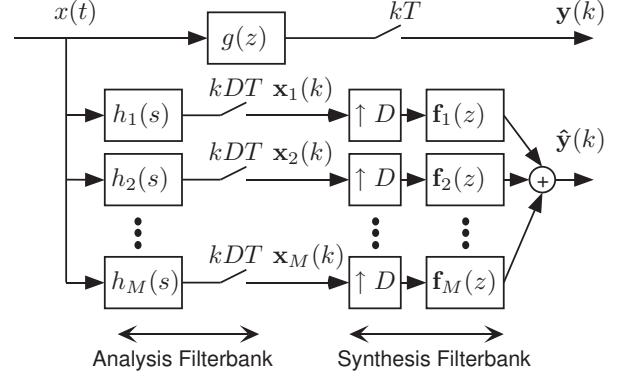 x(t) kT y(k)
g(z)
h₁(s) kDT x₁(k) ↑ D f₁(z)
h₂(s) kDT x₂(k) ↑ D f₂(z) + ŷ(k)
h_M(s) kDT x_M(k) ↑ D f_M(z)
Analysis Filterbank Synthesis Filterbank